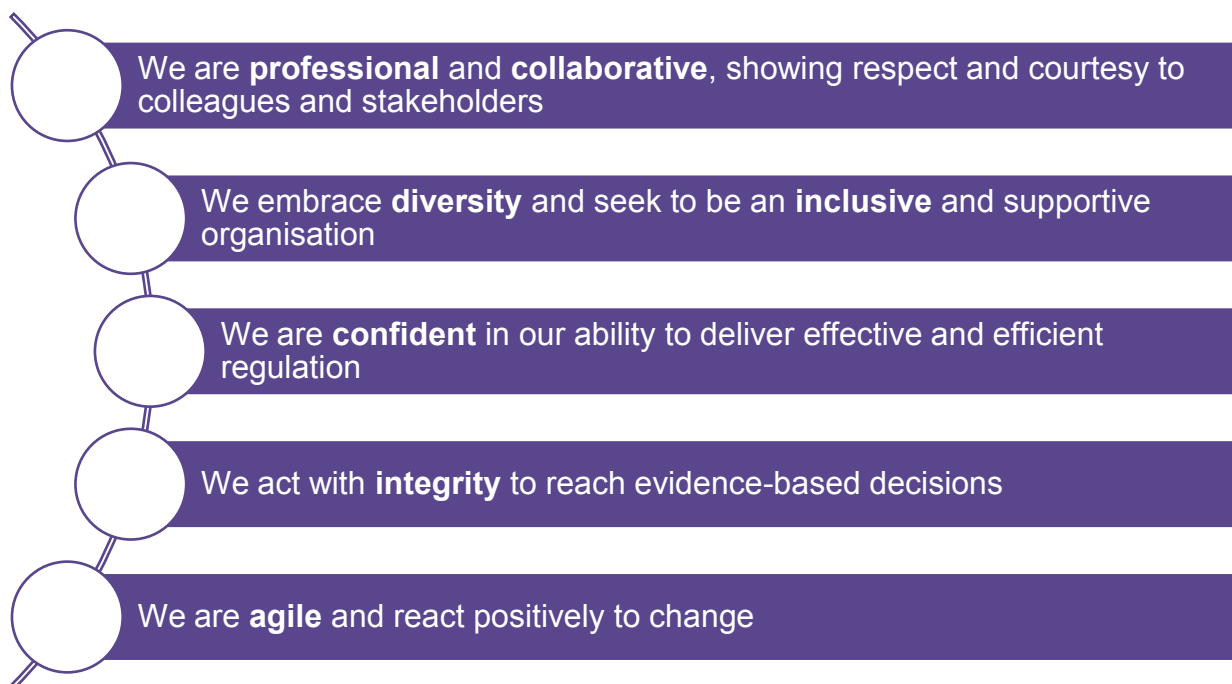 We are professional and collaborative, showing respect and courtesy to
colleagues and stakeholders
We embrace diversity and seek to be an inclusive and supportive
organisation
We are confident in our ability to deliver effective and efficient
regulation
We act with integrity to reach evidence-based decisions
We are agile and react positively to change